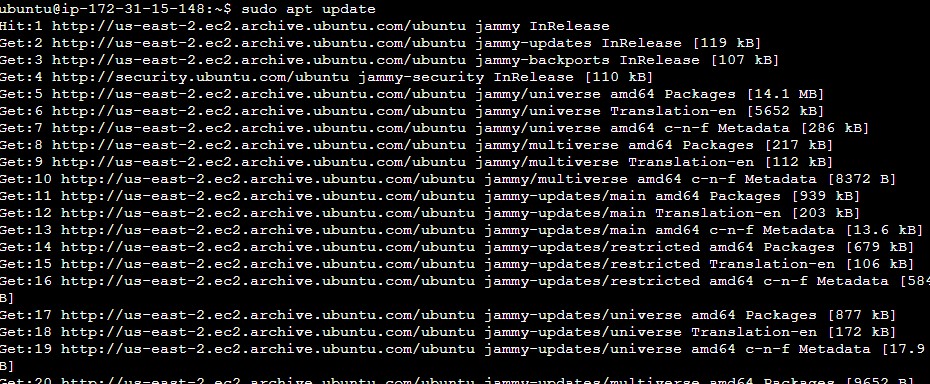 ubuntu@ip-172-31-15-148:~$ sudo apt update
Hit:1 http://us-east-2.ec2.archive.ubuntu.com/ubuntu jammy InRelease
Get:2 http://us-east-2.ec2.archive.ubuntu.com/ubuntu jammy-updates InRelease [119 kB]
Get:3 http://us-east-2.ec2.archive.ubuntu.com/ubuntu jammy-backports InRelease [107 kB]
Get:4 http://security.ubuntu.com/ubuntu jammy-security InRelease [110 kB]
Get:5 http://us-east-2.ec2.archive.ubuntu.com/ubuntu jammy/universe amd64 Packages [14.1 MB]
Get:6 http://us-east-2.ec2.archive.ubuntu.com/ubuntu jammy/universe Translation-en [5652 kB]
Get:7 http://us-east-2.ec2.archive.ubuntu.com/ubuntu jammy/universe amd64 c-n-f Metadata [286 kB]
Get:8 http://us-east-2.ec2.archive.ubuntu.com/ubuntu jammy/multiverse amd64 Packages [217 kB]
Get:9 http://us-east-2.ec2.archive.ubuntu.com/ubuntu jammy/multiverse Translation-en [112 kB]
Get:10 http://us-east-2.ec2.archive.ubuntu.com/ubuntu jammy/multiverse amd64 c-n-f Metadata [8372 B]
Get:11 http://us-east-2.ec2.archive.ubuntu.com/ubuntu jammy-updates/main amd64 Packages [939 kB]
Get:12 http://us-east-2.ec2.archive.ubuntu.com/ubuntu jammy-updates/main Translation-en [203 kB]
Get:13 http://us-east-2.ec2.archive.ubuntu.com/ubuntu jammy-updates/main amd64 c-n-f Metadata [13.6 kB]
Get:14 http://us-east-2.ec2.archive.ubuntu.com/ubuntu jammy-updates/restricted amd64 Packages [679 kB]
Get:15 http://us-east-2.ec2.archive.ubuntu.com/ubuntu jammy-updates/restricted Translation-en [106 kB]
Get:16 http://us-east-2.ec2.archive.ubuntu.com/ubuntu jammy-updates/restricted amd64 c-n-f Metadata [584
B]
Get:17 http://us-east-2.ec2.archive.ubuntu.com/ubuntu jammy-updates/universe amd64 Packages [877 kB]
Get:18 http://us-east-2.ec2.archive.ubuntu.com/ubuntu jammy-updates/universe Translation-en [172 kB]
Get:19 http://us-east-2.ec2.archive.ubuntu.com/ubuntu jammy-updates/universe amd64 c-n-f Metadata [17.9
B]
Get:20 http://us-east-2.ec2.archive.ubuntu.com/ubuntu jammy-updates/multiverse amd64 Packages [9652 B]